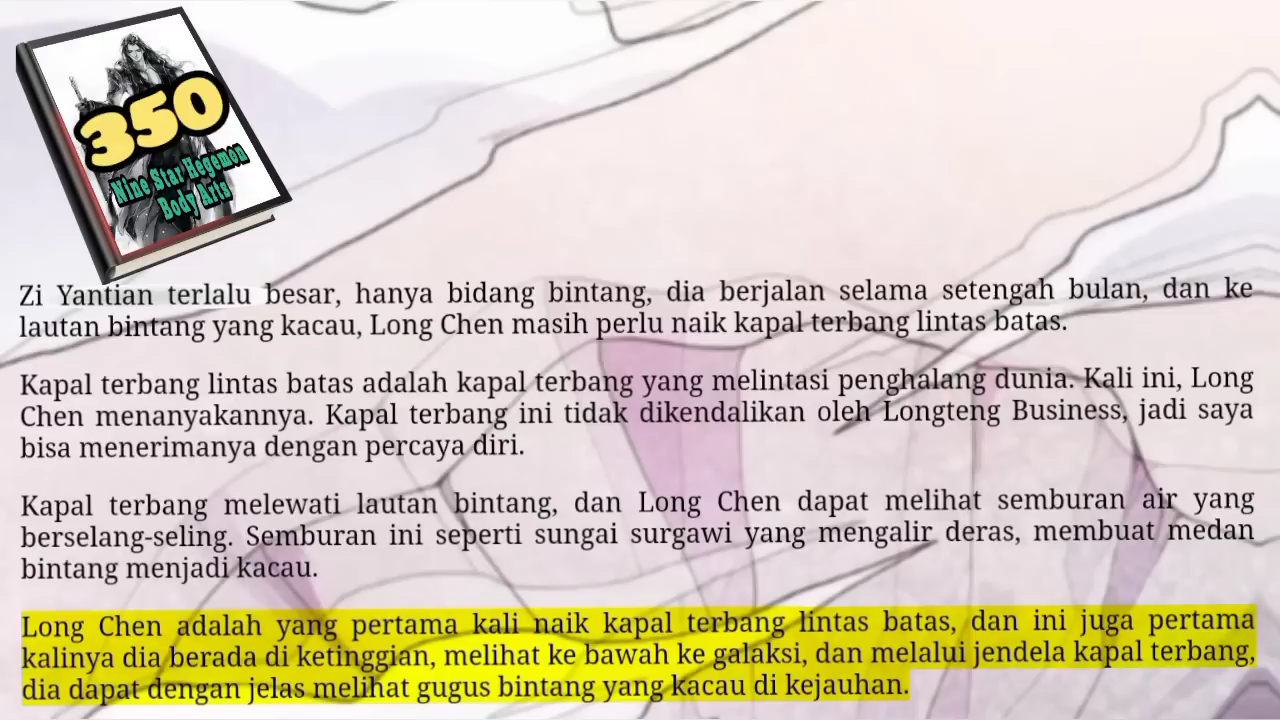 350
Nine Star Hegemon
Body Arts
Zi Yantian terlalu besar, hanya bidang bintang, dia berjalan selama setengah bulan, dan ke
lautan bintang yang kacau, Long Chen masih perlu naik kapal terbang lintas batas.
Kapal terbang lintas batas adalah kapal terbang yang melintasi penghalang dunia. Kali ini, Long
Chen menanyakannya. Kapal terbang ini tidak dikendalikan oleh Longteng Business, jadi saya
bisa menerimanya dengan percaya diri.
Kapal terbang melewati lautan bintang, dan Long Chen dapat melihat semburan air yang
berselang-seling. Semburan ini seperti sungai surgawi yang mengalir deras, membuat medan
bintang menjadi kacau.
Long Chen adalah yang pertama kali naik kapal terbang lintas batas, dan ini juga pertama
kalinya dia berada di ketinggian, melihat ke bawah ke galaksi, dan melalui jendela kapal terbang,
dia dapat dengan jelas melihat gugus bintang yang kacau di kejauhan.